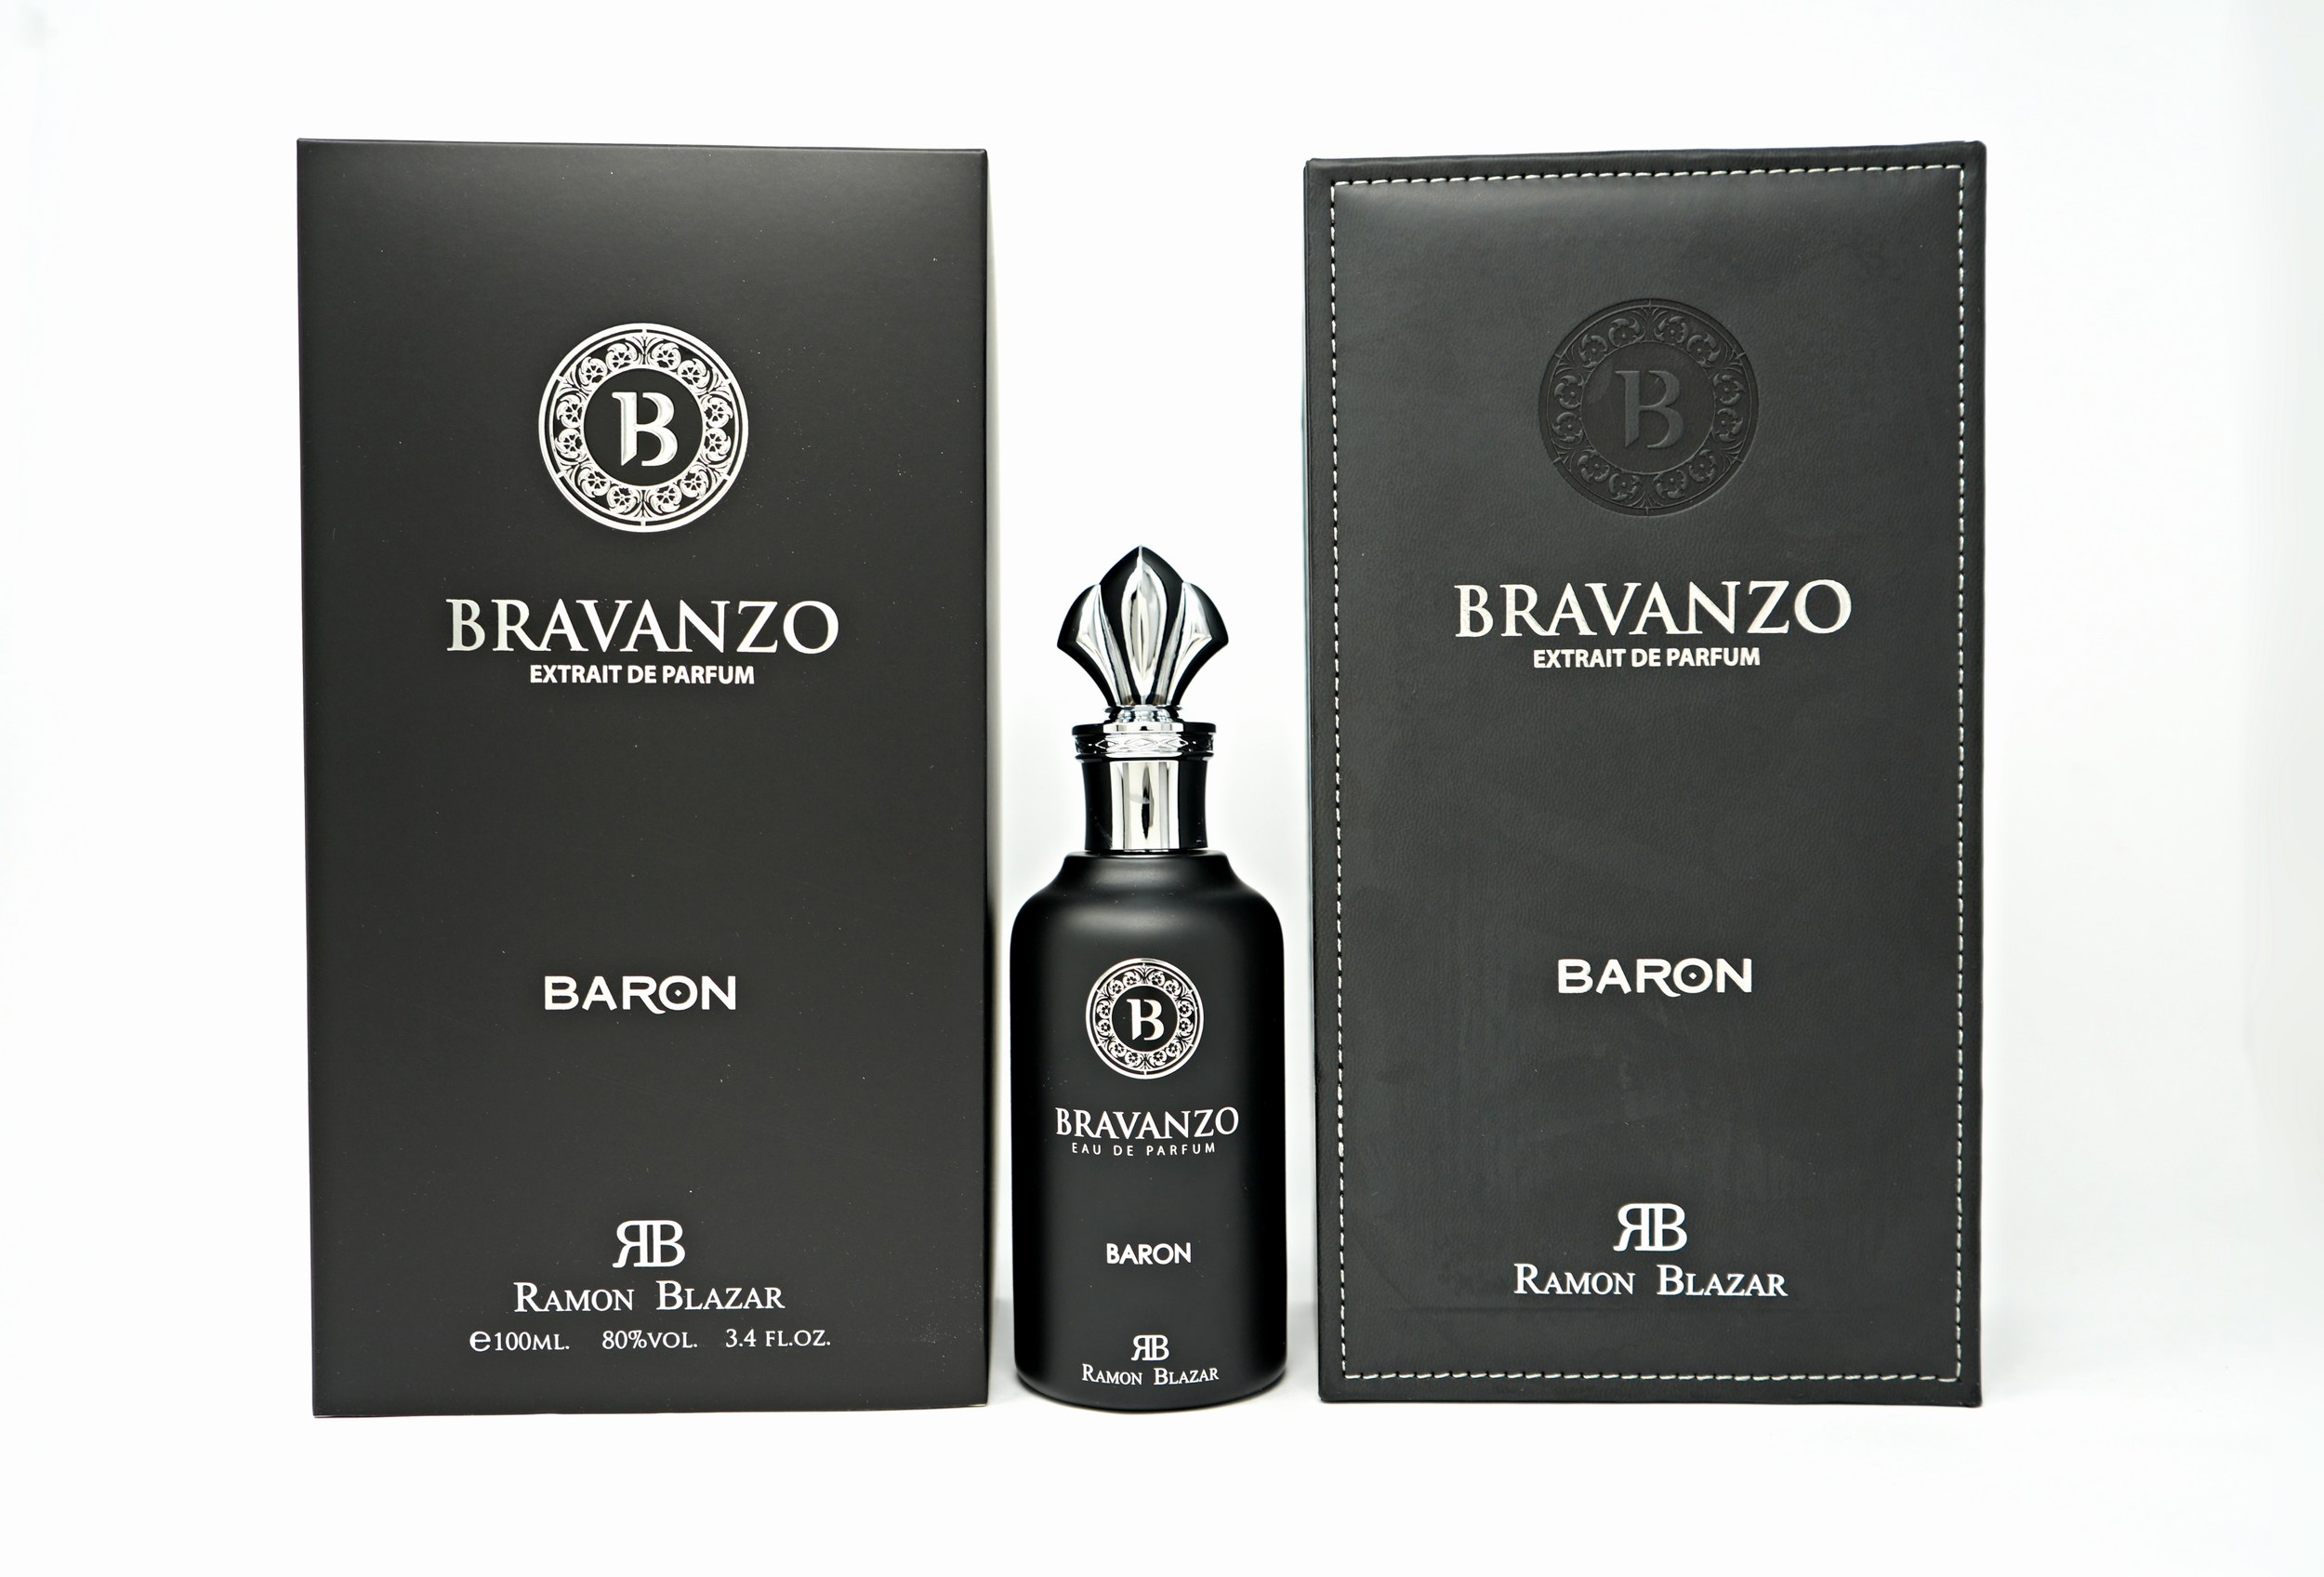 B
BRAVANZO
EXTRAIT DE PARFUM
BARON
RB
RAMON BLAZAR
e100ML. 80%VOL. 3.4 FL.OZ.
B
BRAVANZO
EAU DE PARFUM
BARON
RB
RAMON BLAZAR
B
BRAVANZO
EXTRAIT DE PARFUM
BARON
RB
RAMON BLAZAR